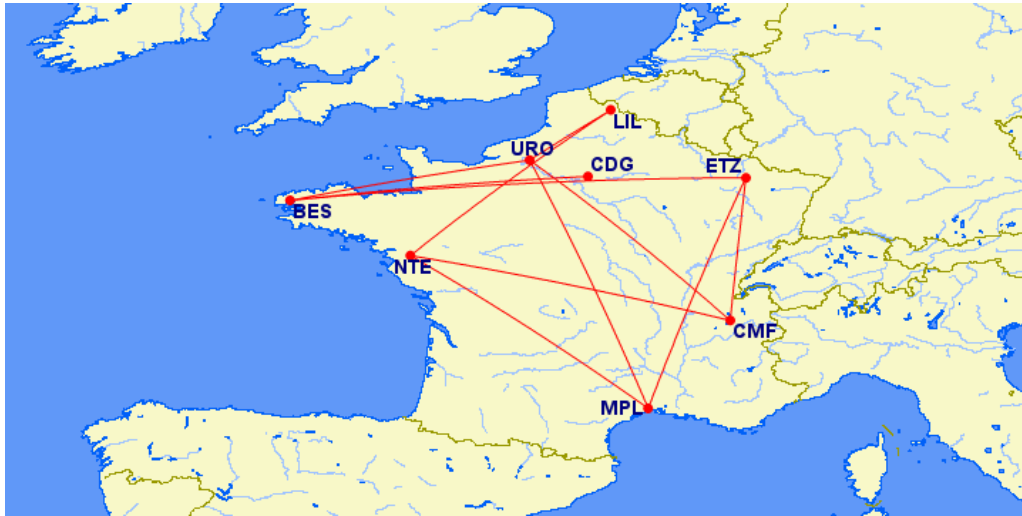 LIL
URO
CDG
ETZ
BES
NTE
CMF
MPL